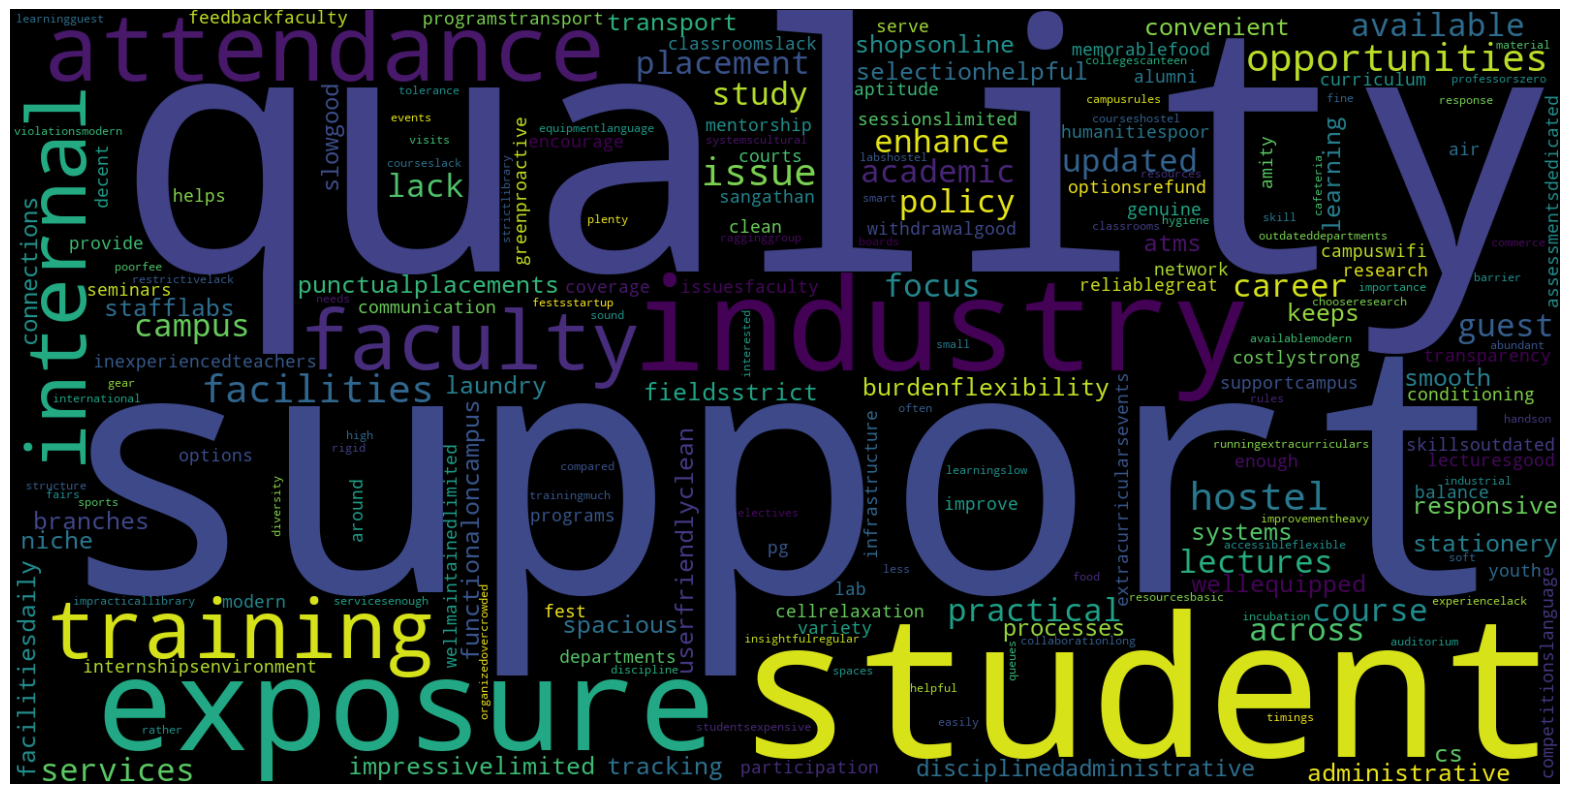 learningguest
feedbackfaculty
programstransport
transport
serve
convenient
available
attendance
classroomslack
placement
shopsonline
selectionhelpful
memorablefood
collegescanteen
alumni
opportunities
material
curriculum
professorszero
quality
internal
violationsmodern
decent
slowgood
tolerance
events
visits
courseslack
lack
study
mentorship
equipmentlanguage
encourage
systemscultural
courts
issue
aptitude
sessionslimited
enhance
labshostel
academic
campusrules
courseshostel
humanitiespoor
updated
resources
optionsrefund
fine
response
learning
air
amity
cafeteria
assessmentsdedicated
helps
greenproactive
strictlibrary
plenty
sangathan
clean
ragginggroup
boards
smart
policy
withdrawalgood
genuine
hygiene
classrooms
skill
atms
outdateddepartments
commerce
connections
provide
poorfee
restrictivelack
seminars
stafflabs
campus
punctualplacements
needs
communication
coverage
issuesfaculty
festsstartup
sound
focus
network
reliablegreat
campuswifi
research
career
chooseresearch
barrier
importance
keeps
guest
faculty
industry
interested
small
availablemodern
abundant
costlystrong
transparency
inexperiencedteachers
gear
international
facilities
laundry
fieldsstrict
burdenflexibility
supportcampus
rules
smooth
conditioning
handson
support
options
high
rigid
structure
fairs
sports
branches
niche
diversity
around
wellmaintainedlimited
functionaloncampus
compared
trainingmuch
programs
electives
pg
userfriendlyclean
infrastructure
often
learningslow
improve
less
lab
food
extracurricularsevents
runningextracurriculars
enough
hostel
improvementheavy
systems
accessibleflexible
lectures
wellequipped
skillsoutdated
lecturesgood
industrial
balance
responsive
stationery
soft
youth
impracticallibrary
modern
servicesenough
training
internshipsenvironment
organizedovercrowded
fest
spacious
departments
discipline
cellrelaxation
variety
insightfulregular
practical
processes
collaborationlong
resourcesbasic
incubation
course
across
experiencelack
auditorium
competitionslanguage
facilitiesdaily
exposure
rather
student
spaces
helpful
easily
queues
timings
studentsexpensive
services
impressivelimited
tracking
participation
disciplinedadministrative
administrative
cs